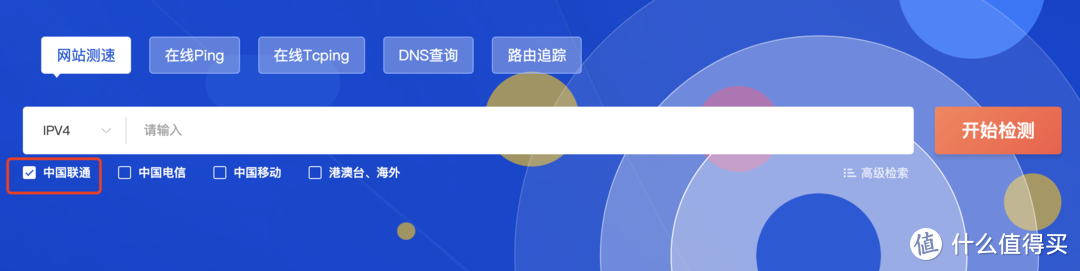 网站测速 在线Ping 在线Tcping DNS查询 路由追踪
IPV4 请输入 开始检测
中国联通 中国电信 中国移动 港澳台、海外 高级检索
值 什么值得买